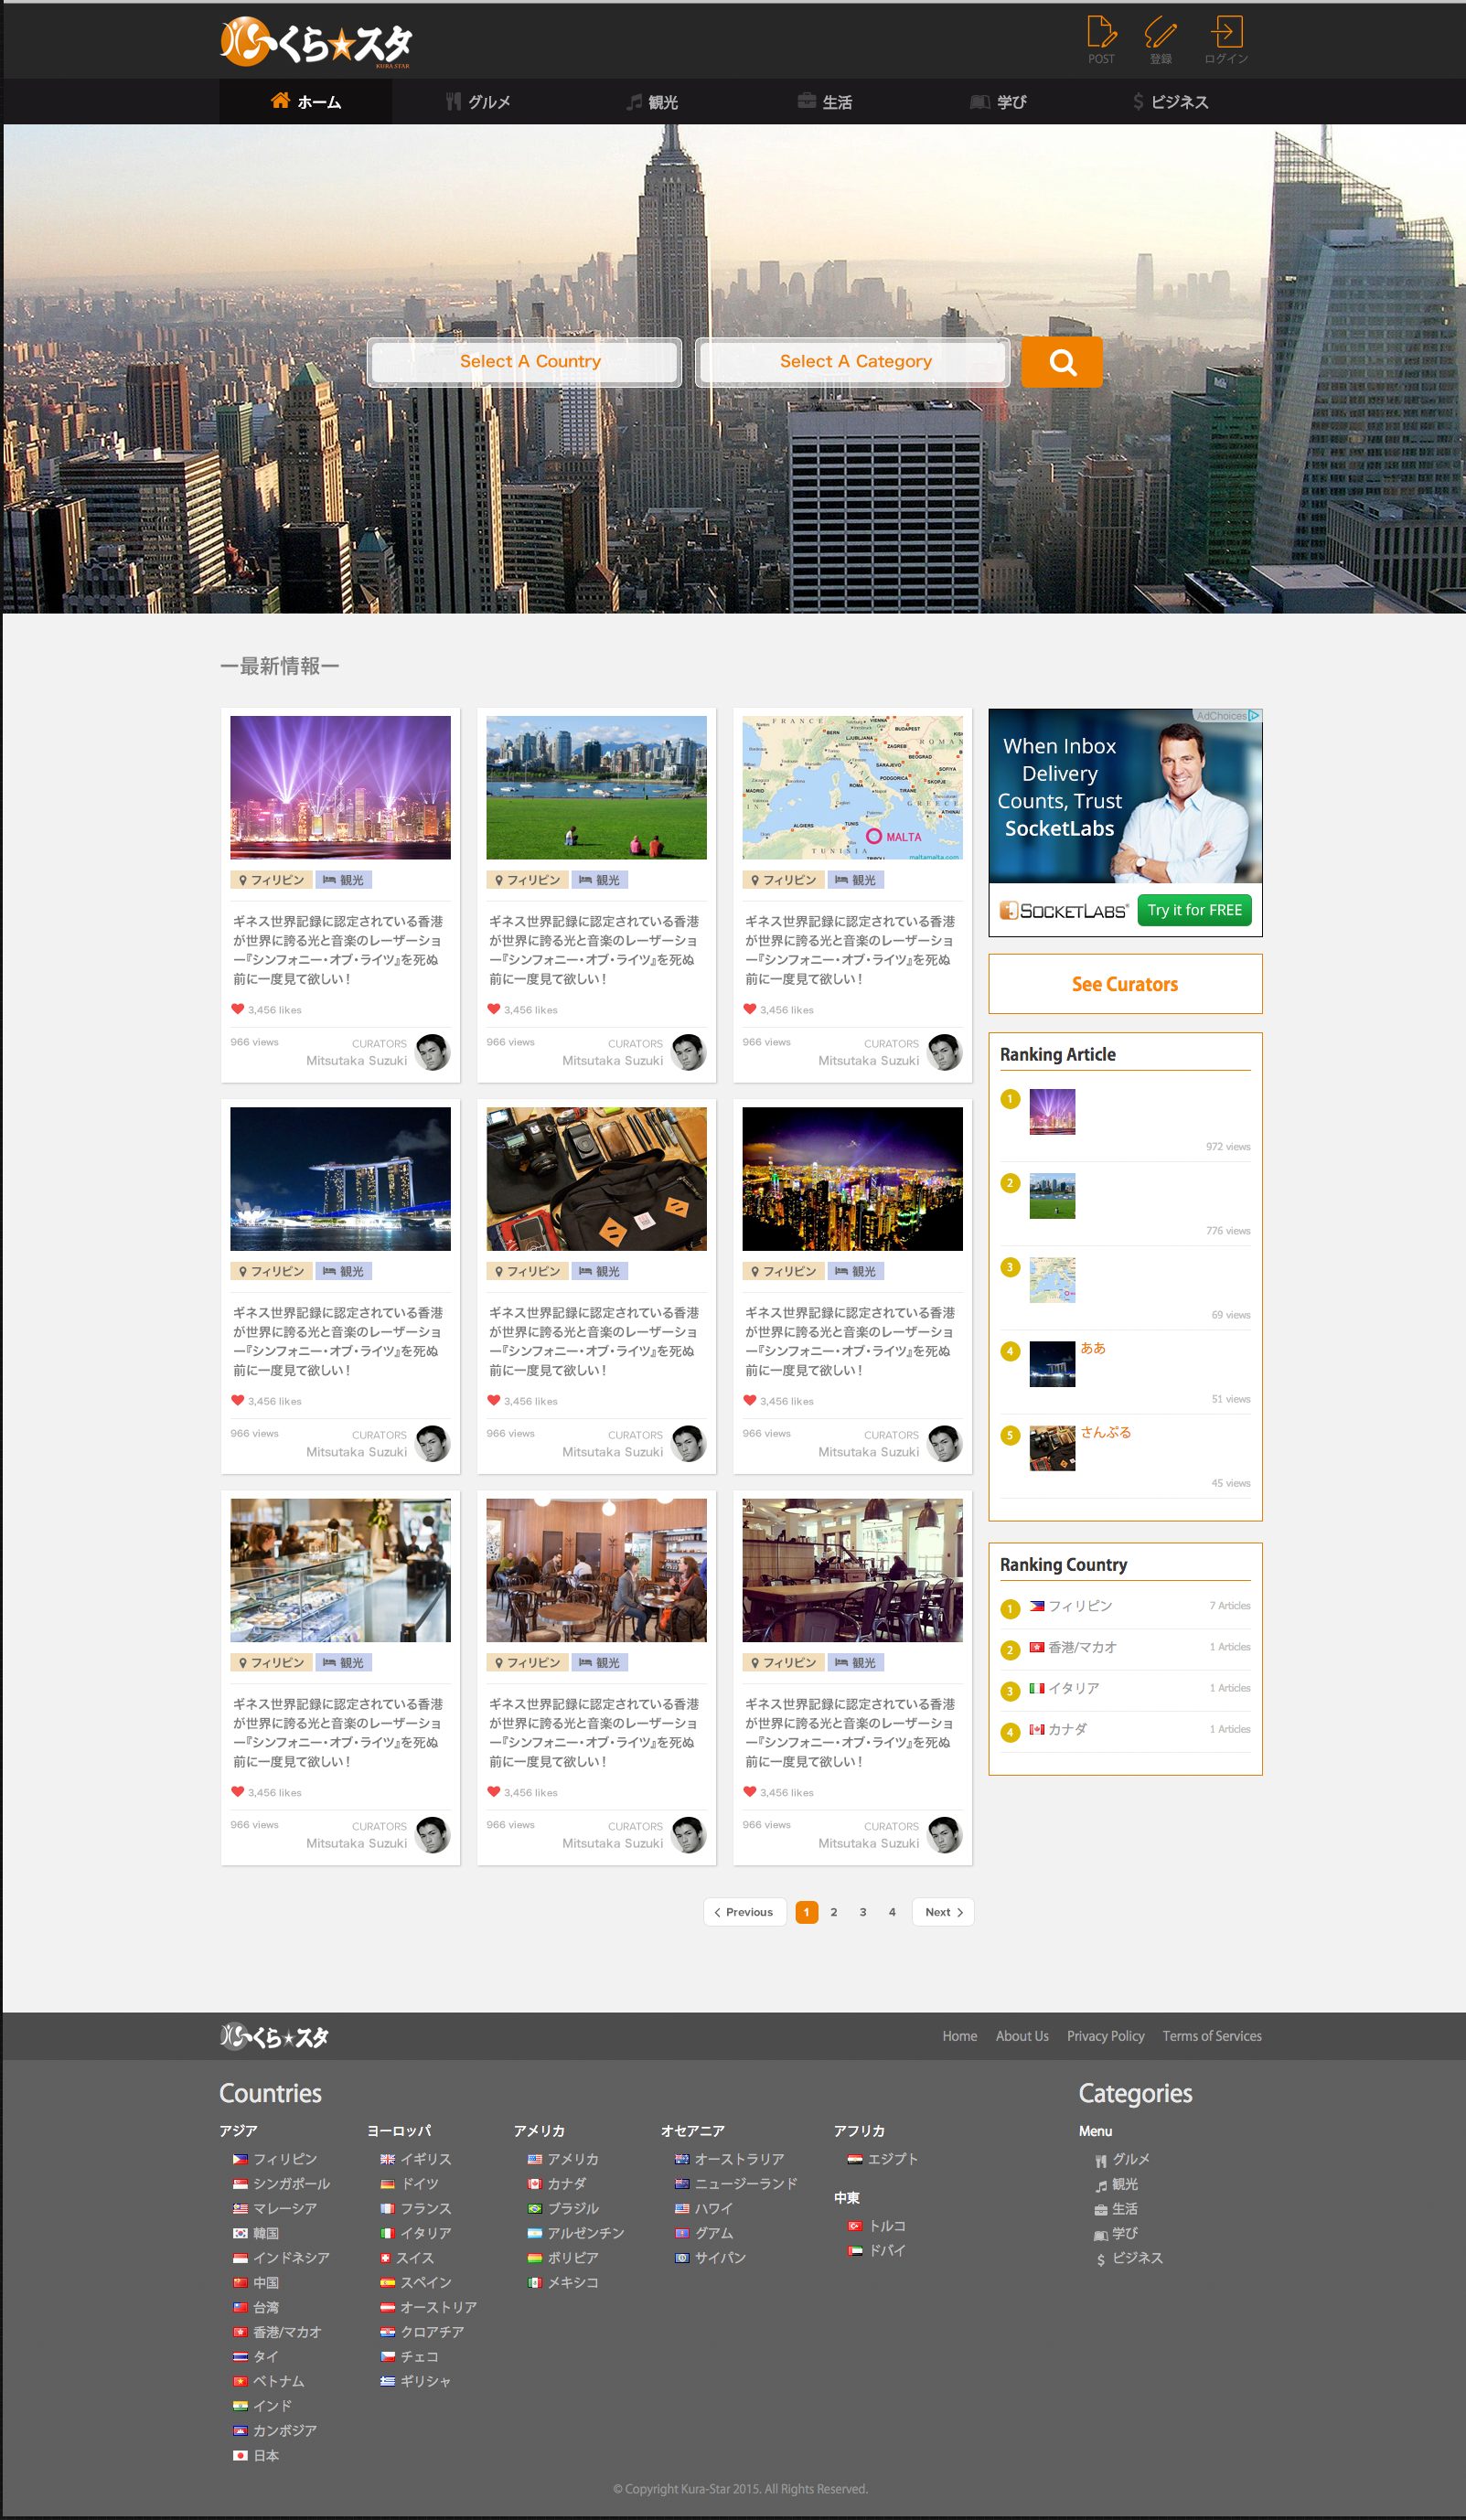 くら★スタ
KURA STAR
POST
登録
ログイン
ホーム
グルメ
観光
生活
学び
ビジネス
Select A Country
Select A Category
ー最新情報ー
フィリピン 観光
ギネス世界記録に認定されている香港
が世界に誇る光と音楽のレーザーショ
ー『シンフォニー・オブ・ライツ』を死ぬ
前に一度見て欲しい！
3,456 likes
966 views
CURATORS
Mitsutaka Suzuki
FRANCE
VIENNA
BUDAPEST
BERN
LJUBLJANA
ZAGREB
ROMAN
BEOGRAD
SARAJEVO
SOFIYA
PODGORICA
SKOPJE
MADRID
ROMA
TIRANE
GREECE
ALGIERS
TUNIS
ATHINAI
MALTA
TUNISIA
maltamalta.com
フィリピン 観光
ギネス世界記録に認定されている香港
が世界に誇る光と音楽のレーザーショ
ー『シンフォニー・オブ・ライツ』を死ぬ
前に一度見て欲しい！
3,456 likes
966 views
CURATORS
Mitsutaka Suzuki
フィリピン 観光
ギネス世界記録に認定されている香港
が世界に誇る光と音楽のレーザーショ
ー『シンフォニー・オブ・ライツ』を死ぬ
前に一度見て欲しい！
3,456 likes
966 views
CURATORS
Mitsutaka Suzuki
フィリピン 観光
ギネス世界記録に認定されている香港
が世界に誇る光と音楽のレーザーショ
ー『シンフォニー・オブ・ライツ』を死ぬ
前に一度見て欲しい！
3,456 likes
966 views
CURATORS
Mitsutaka Suzuki
フィリピン 観光
ギネス世界記録に認定されている香港
が世界に誇る光と音楽のレーザーショ
ー『シンフォニー・オブ・ライツ』を死ぬ
前に一度見て欲しい！
3,456 likes
966 views
CURATORS
Mitsutaka Suzuki
フィリピン 観光
ギネス世界記録に認定されている香港
が世界に誇る光と音楽のレーザーショ
ー『シンフォニー・オブ・ライツ』を死ぬ
前に一度見て欲しい！
3,456 likes
966 views
CURATORS
Mitsutaka Suzuki
フィリピン 観光
ギネス世界記録に認定されている香港
が世界に誇る光と音楽のレーザーショ
ー『シンフォニー・オブ・ライツ』を死ぬ
前に一度見て欲しい！
3,456 likes
966 views
CURATORS
Mitsutaka Suzuki
フィリピン 観光
ギネス世界記録に認定されている香港
が世界に誇る光と音楽のレーザーショ
ー『シンフォニー・オブ・ライツ』を死ぬ
前に一度見て欲しい！
3,456 likes
966 views
CURATORS
Mitsutaka Suzuki
フィリピン 観光
ギネス世界記録に認定されている香港
が世界に誇る光と音楽のレーザーショ
ー『シンフォニー・オブ・ライツ』を死ぬ
前に一度見て欲しい！
3,456 likes
966 views
CURATORS
Mitsutaka Suzuki
Previous 1 2 3 4 Next
AdChoices
When Inbox
Delivery
Counts, Trust
SocketLabs
SOCKETLABS®
Try it for FREE
See Curators
Ranking Article
1
972 views
2
776 views
3
69 views
4 ああ
51 views
5 さんぷる
45 views
Ranking Country
1 フィリピン 7 Articles
2 香港/マカオ 1 Articles
3 イタリア 1 Articles
4 カナダ 1 Articles
くら★スタ
Home About Us Privacy Policy Terms of Services
Countries
アジア
フィリピン
シンガポール
マレーシア
韓国
インドネシア
中国
台湾
香港/マカオ
タイ
ベトナム
インド
カンボジア
日本
ヨーロッパ
イギリス
ドイツ
フランス
イタリア
スイス
スペイン
オーストリア
クロアチア
チェコ
ギリシャ
アメリカ
アメリカ
カナダ
ブラジル
アルゼンチン
ボリビア
メキシコ
オセアニア
オーストラリア
ニュージーランド
ハワイ
グアム
サイパン
アフリカ
エジプト
中東
トルコ
ドバイ
Categories
Menu
グルメ
観光
生活
学び
ビジネス
© Copyright Kura-Star 2015. All Rights Reserved.